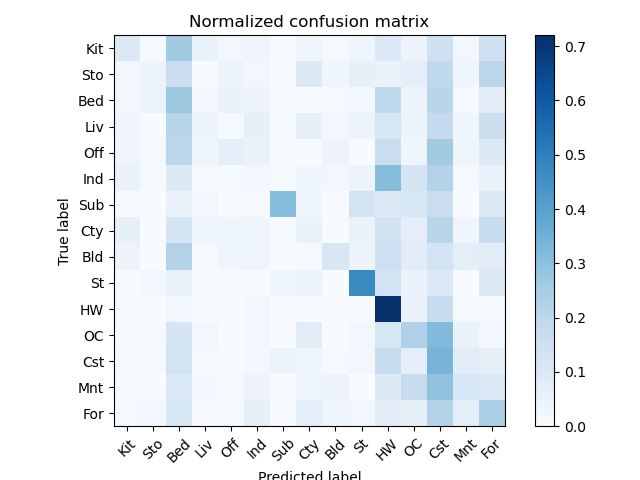 Normalized confusion matrix
True label
Kit
Sto
Bed
Liv
Off
Ind
Sub
Cty
Bld
St
HW
OC
Cst
Mnt
For
Kit Sto Bed Liv Off Ind Sub Cty Bld St HW OC Cst Mnt For
Predicted label
0.7
0.6
0.5
0.4
0.3
0.2
0.1
0.0